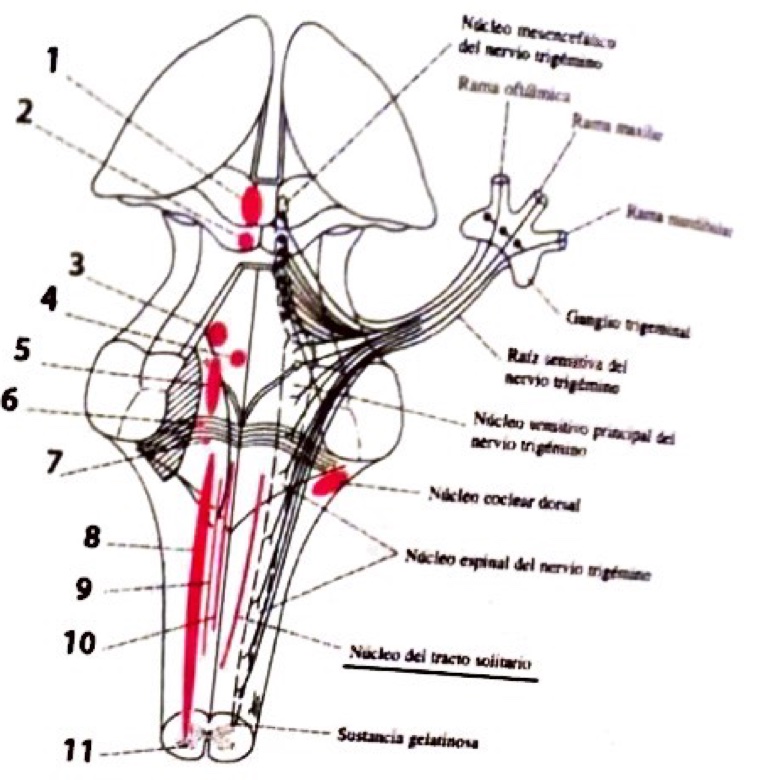 1
2
3
4
5
6
7
8
9
10
11
Núcleo mesencefálico
del nervio trigémino
Rama oftálmica
Rama maxilar
Rama mandibular
Ganglio trigeminal
Raíz sensitiva del
nervio trigémino
Núcleo sensitivo principal del
nervio trigémino
Núcleo coclear dorsal
Núcleo espinal del nervio trigémino
Núcleo del tracto solitario
Sustancia gelatinosa